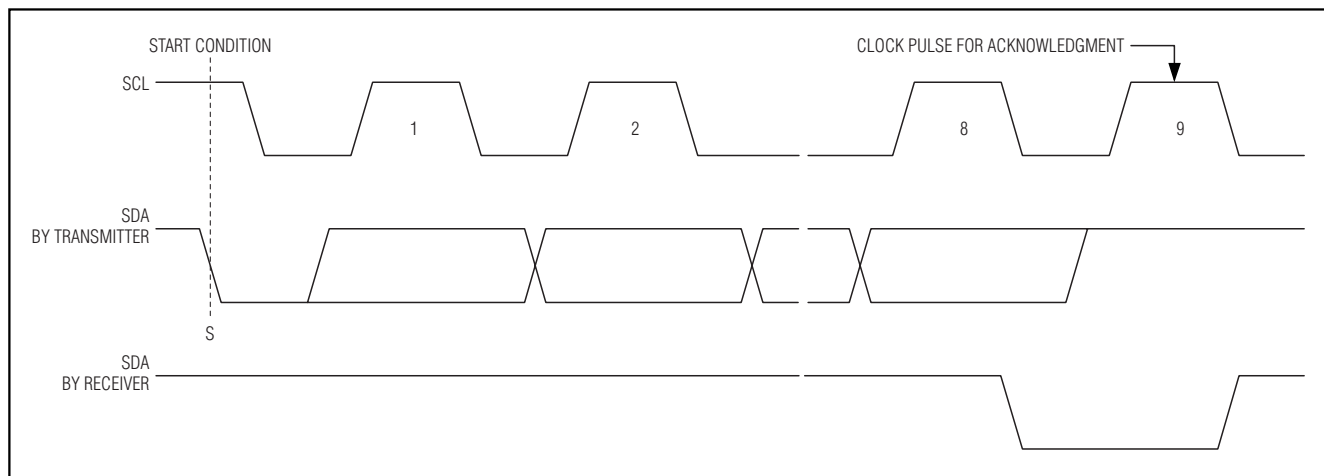 START CONDITION
CLOCK PULSE FOR ACKNOWLEDGMENT
SCL
1
2
8
9
SDA
BY TRANSMITTER
S
SDA
BY RECEIVER